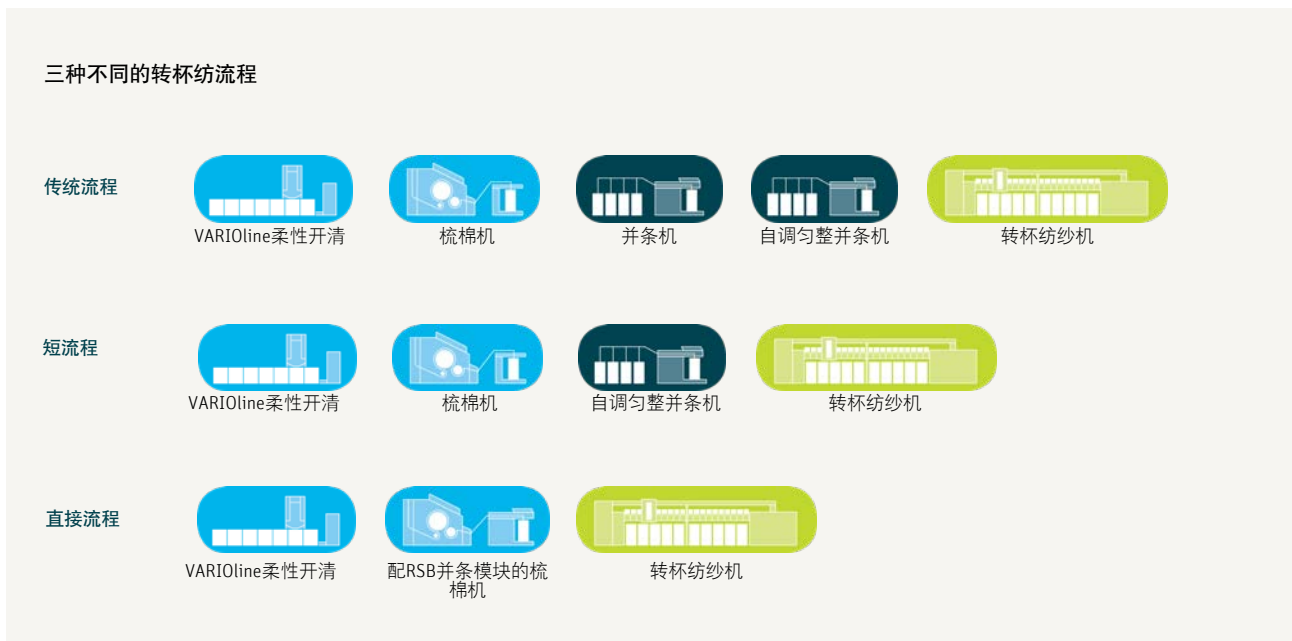 三种不同的转杯纺流程
传统流程
VARIOline柔性开清
梳棉机
并条机
自调匀整并条机
转杯纺纱机
短流程
VARIOline柔性开清
梳棉机
自调匀整并条机
转杯纺纱机
直接流程
VARIOline柔性开清
配RSB并条模块的梳
棉机
转杯纺纱机